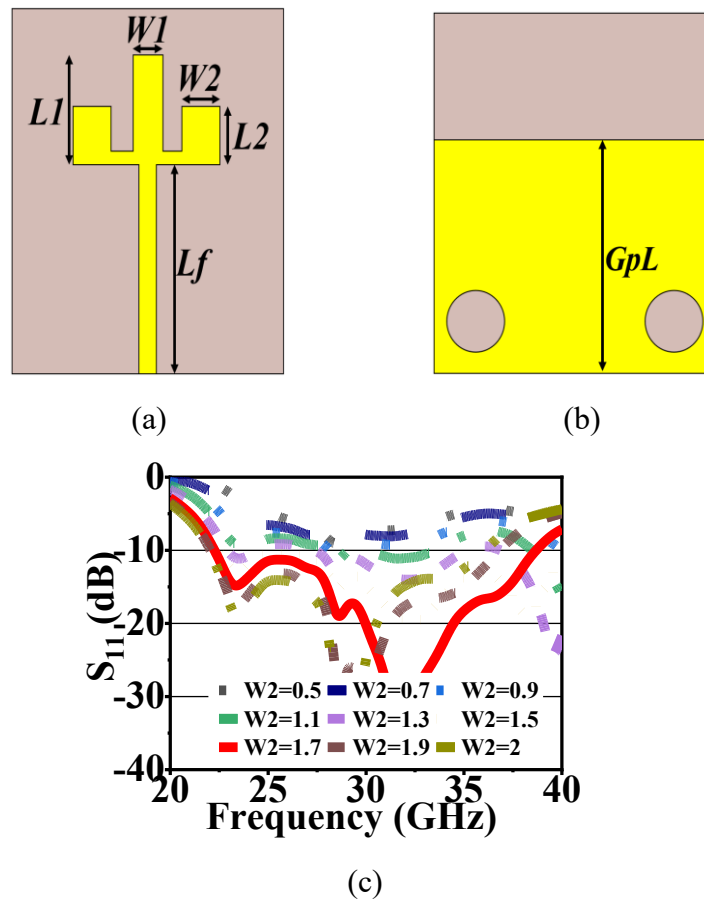 W1
W2
L1
L2
Lf
GpL
(a)
(b)
0
-10
-20
-30
-40
S11 (dB)
W2=0.5 W2=0.7 W2=0.9
W2=1.1 W2=1.3 W2=1.5
W2=1.7 W2=1.9 W2=2
20 25 30 35 40
Frequency (GHz)
(c)